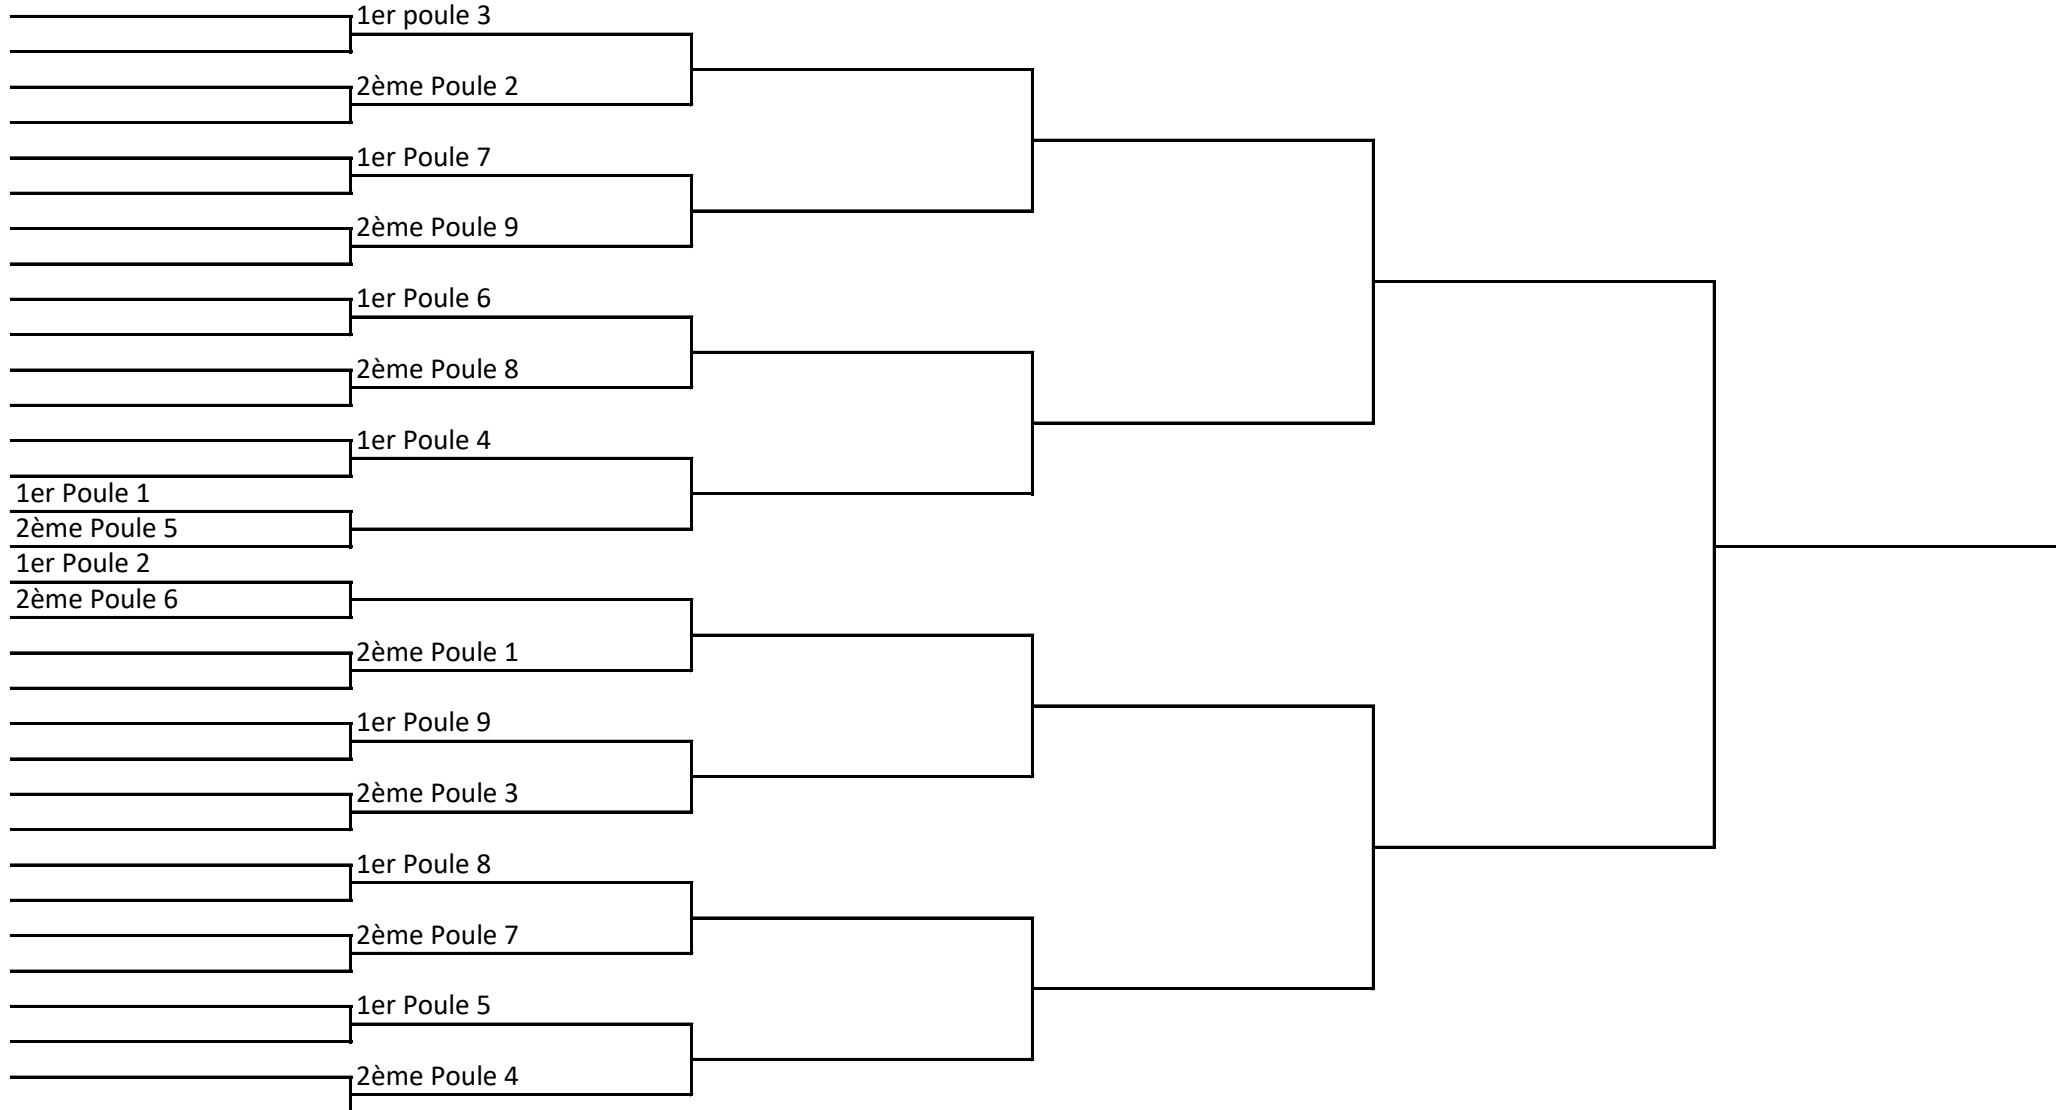 1er poule 3
2ème Poule 2
1er Poule 7
2ème Poule 9
1er Poule 6
2ème Poule 8
1er Poule 4
1er Poule 1
2ème Poule 5
1er Poule 2
2ème Poule 6
2ème Poule 1
1er Poule 9
2ème Poule 3
1er Poule 8
2ème Poule 7
1er Poule 5
2ème Poule 4